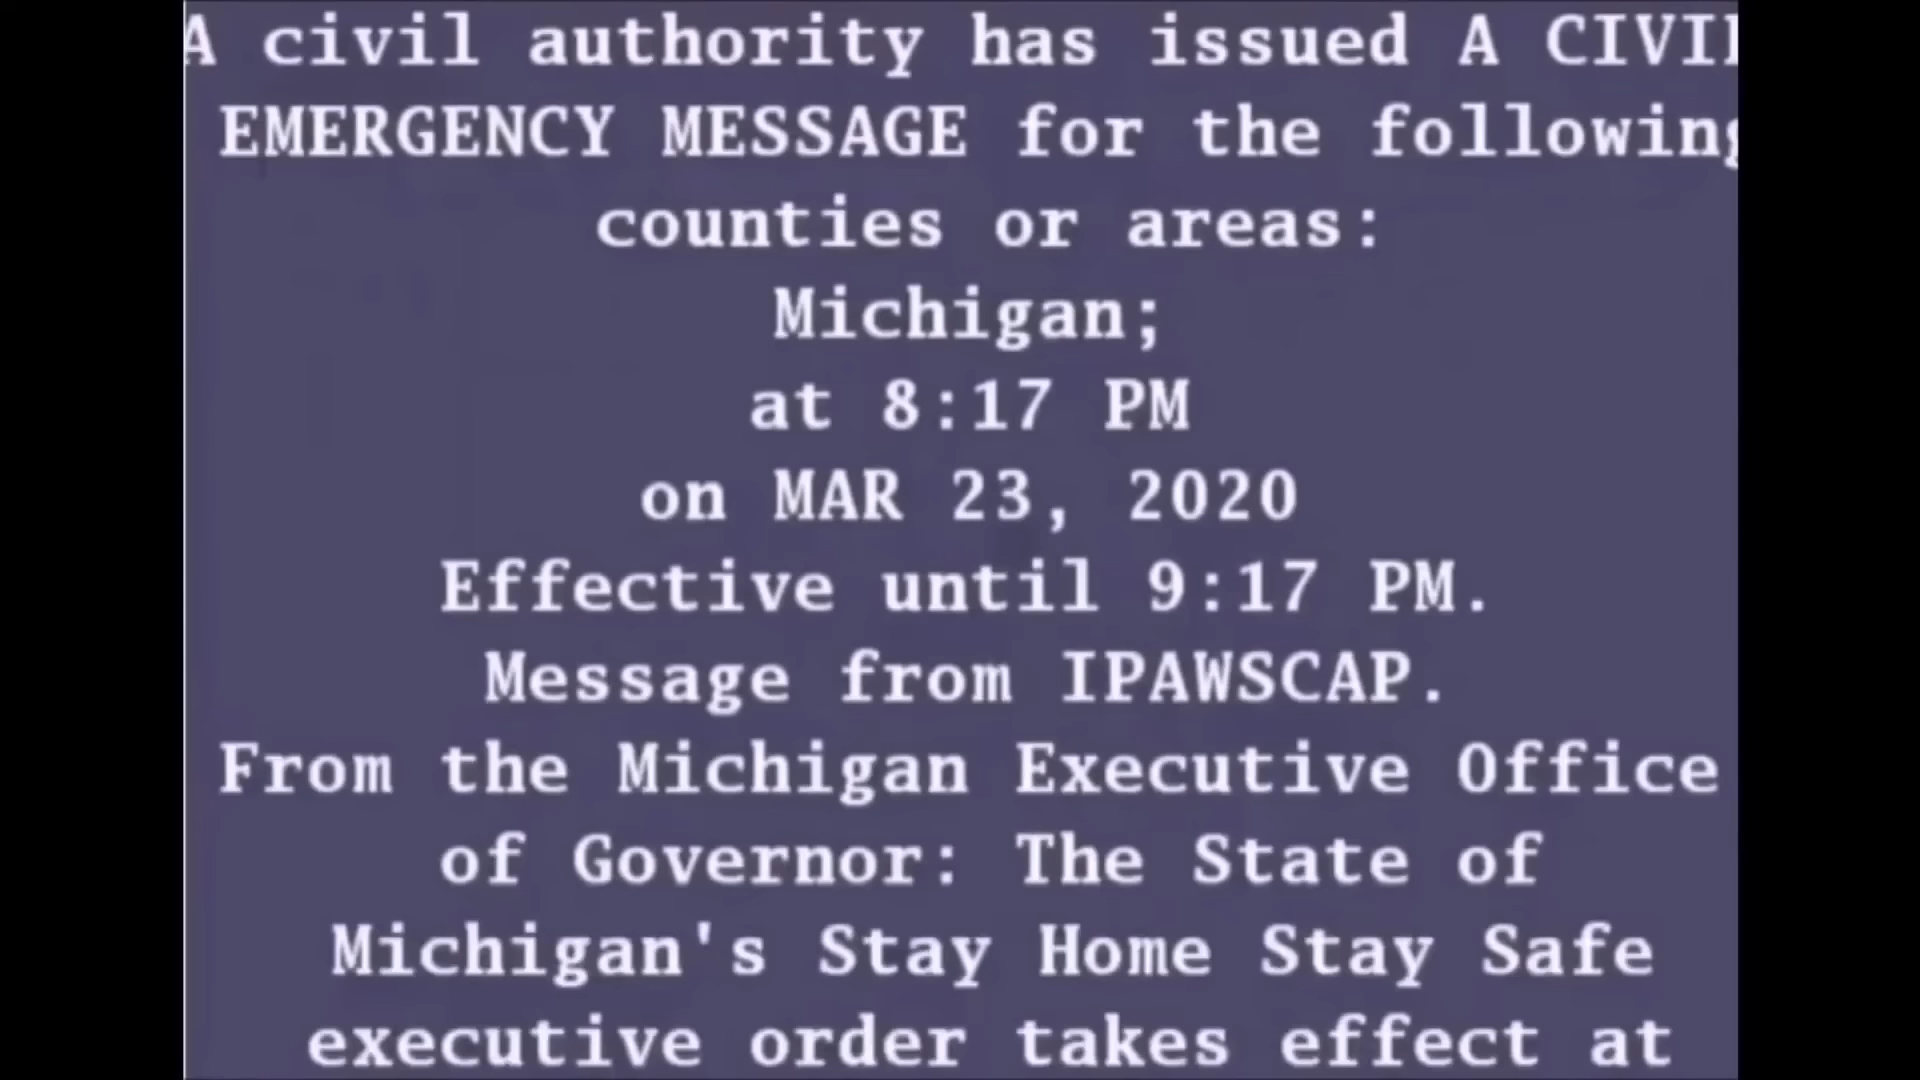 A civil authority has issued A CIVIL
EMERGENCY MESSAGE for the following
counties or areas:
Michigan;
at 8:17 PM
on MAR 23, 2020
Effective until 9:17 PM.
Message from IPAWSCAP.
From the Michigan Executive Office
of Governor: The State of
Michigan's Stay Home Stay Safe
executive order takes effect at